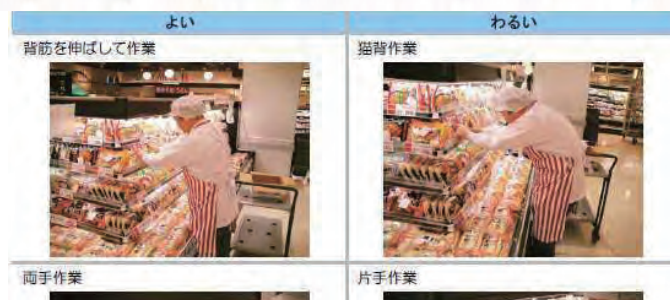 よい
わるい
背筋を伸ばして作業
猫背作業
両手作業
片手作業